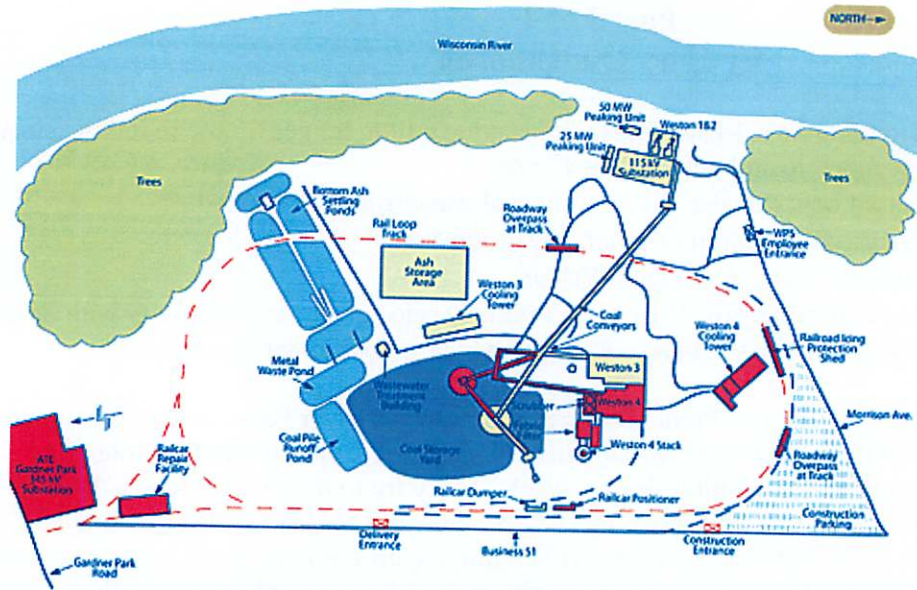 NORTH
Wisconsin River
50 MW
Peaking Unit
Weston 1&2
25 MW
Peaking Unit
115 kV
Substation
Trees
Trees
Bottom Ash
Settling
Ponds
Rail Loop
Track
Roadway
Overpass
at Track
WPS
Employee
Entrance
Ash
Storage
Area
Weston 3
Cooling
Tower
Coal
Conveyors
Weston 4
Cooling
Tower
Railroad Icing
Protection
Shed
Metal
Waste Pond
Wastewater
Treatment
Building
Weston 3
Weston 4
Scrubber
Fabric
Filter
Morrison Ave.
Coal Pile
Runoff
Pond
Coal Storage
Yard
Weston 4 Stack
ATE
Gardner Park
345 kV
Substation
Railcar
Repair
Facility
Roadway
Overpass
at Track
Railcar Dumper
Railcar Positioner
Construction
Parking
Delivery
Entrance
Business 51
Construction
Entrance
Gardner Park
Road